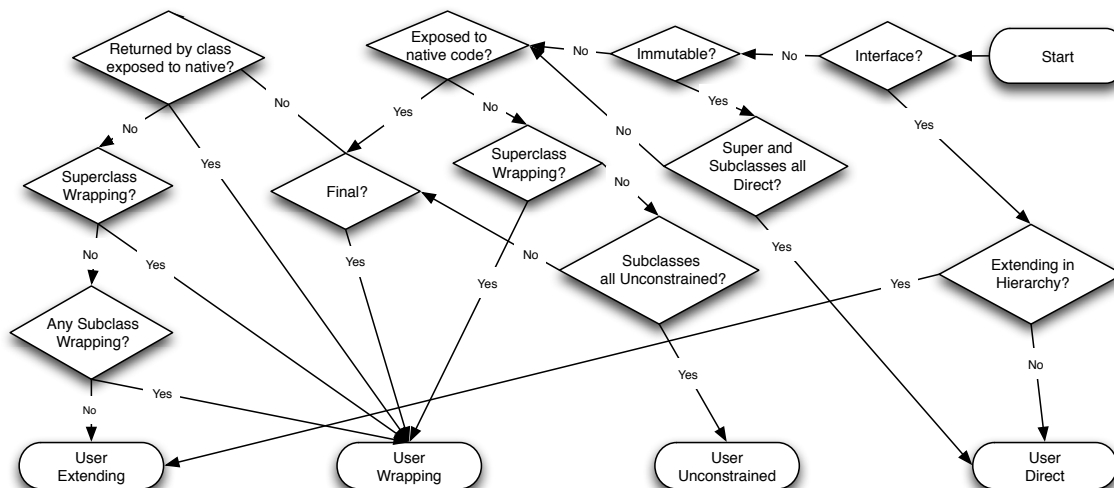 Returned by class
exposed to native?
Exposed to
native code?
Immutable?
Interface?
Start
No
No
No
Yes
Yes
No
Yes
No
No
Yes
Super and
Subclasses all
Direct?
Superclass
Wrapping?
Superclass
Wrapping?
Final?
No
No
Yes
Yes
Yes
No
Yes
Yes
Yes
Subclasses
all Unconstrained?
Extending in
Hierarchy?
Any Subclass
Wrapping?
No
Yes
Yes
No
User
Extending
User
Wrapping
User
Unconstrained
User
Direct